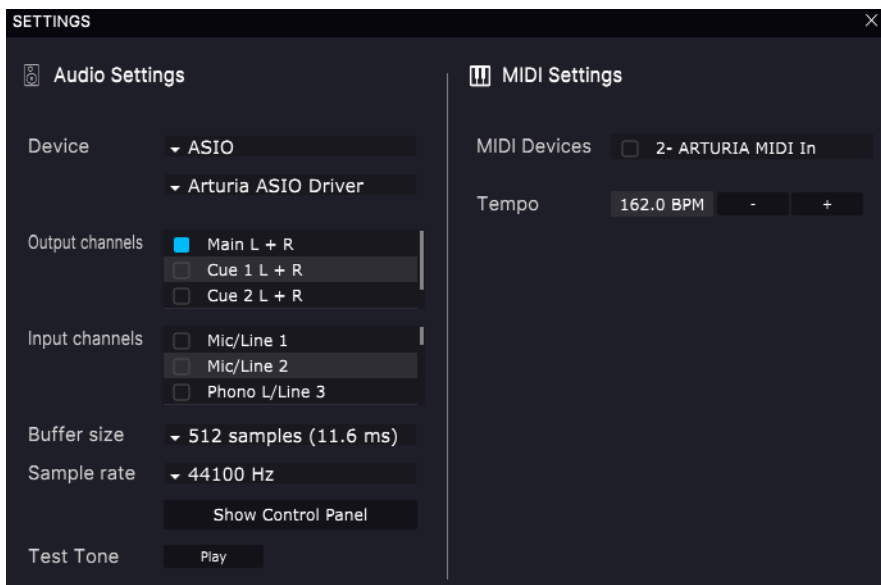 SETTINGS
Audio Settings
Device
ASIO
Arturia ASIO Driver
Output channels
Main L + R
Cue 1 L + R
Cue 2 L + R
Input channels
Mic/Line 1
Mic/Line 2
Phono L/Line 3
Buffer size
512 samples (11.6 ms)
Sample rate
44100 Hz
Show Control Panel
Test Tone
Play
MIDI Settings
MIDI Devices
2- ARTURIA MIDI In
Tempo
162.0 BPM
-
+